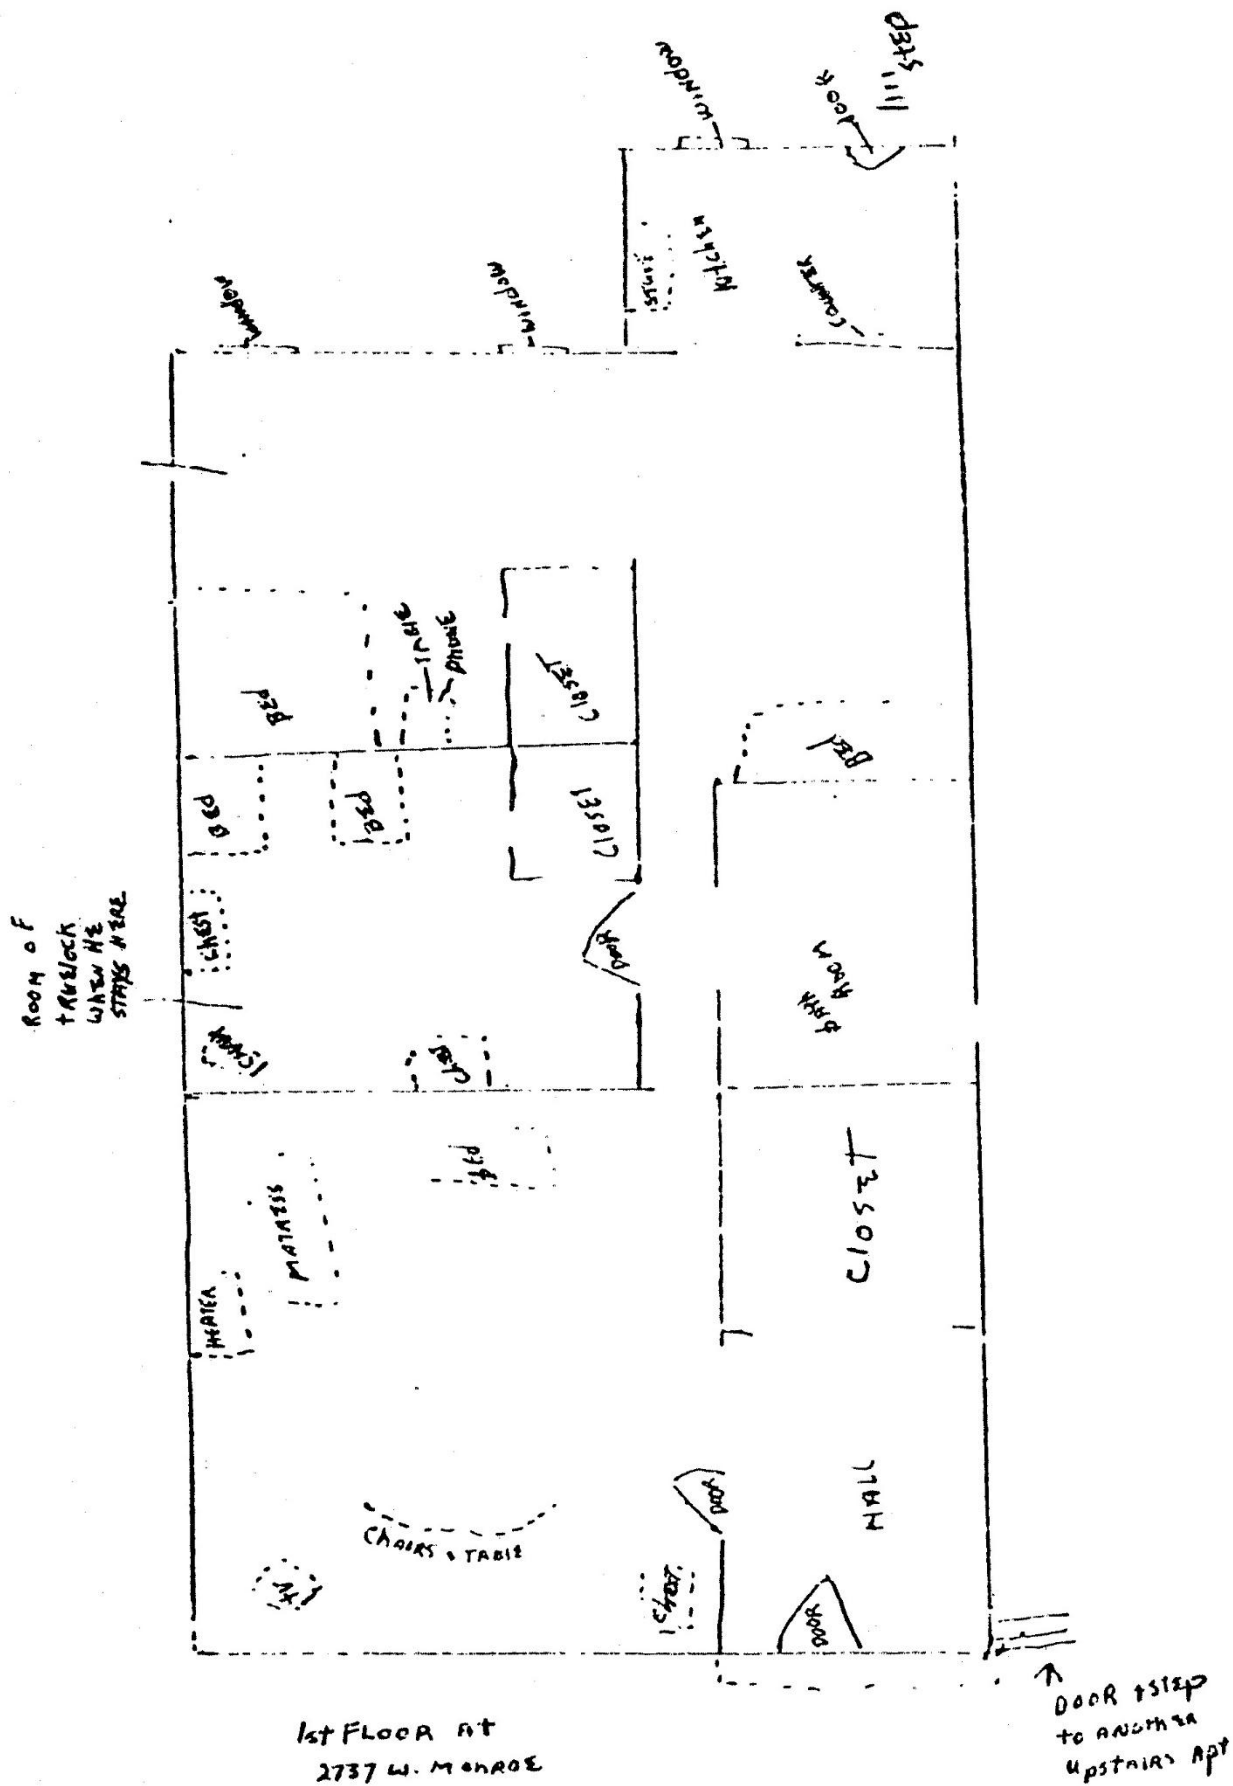 STEP
WINDOW
DOOR
KITCHEN
WINDOW
WINDOW
COUNTER
TABLE
PHONE
BED
CLOSET
BED
BED
BED
CLOSET
ROOM OF
TRUELOCK
WHEN HE
STAYS HERE
CHEST
DOOR
BATH
ROOM
BED
MATRESS
CLOSET
HEATER
DOOR
HALL
CHAIRS & TABLE
TV
CHEST
DOOR
1st FLOOR At
2737 W. MONROE
DOOR & STEP
to ANOTHER
UPSTAIRS Apt